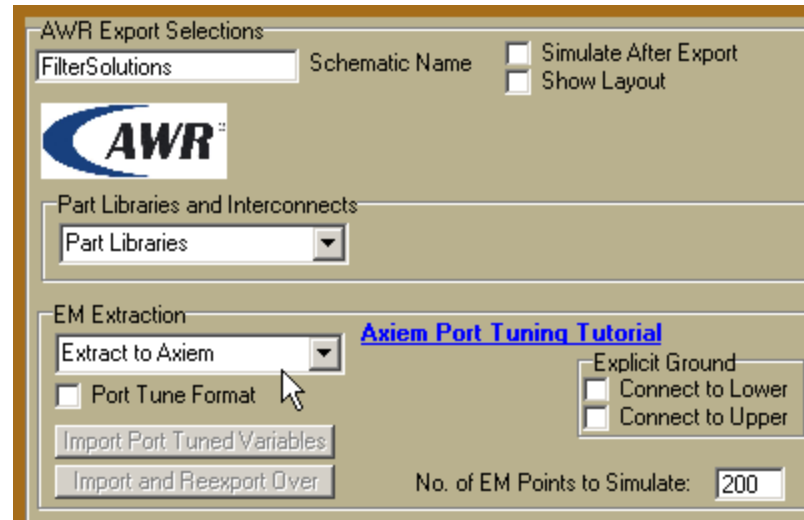 AWR Export Selections
FilterSolutions
Schematic Name
Simulate After Export
Show Layout
AWR
Part Libraries and Interconnects
Part Libraries
EM Extraction
Extract to Axiem
Axiem Port Tuning Tutorial
Port Tune Format
Explicit Ground
Connect to Lower
Connect to Upper
Import Port Tuned Variables
Import and Reexport Over
No. of EM Points to Simulate: 200